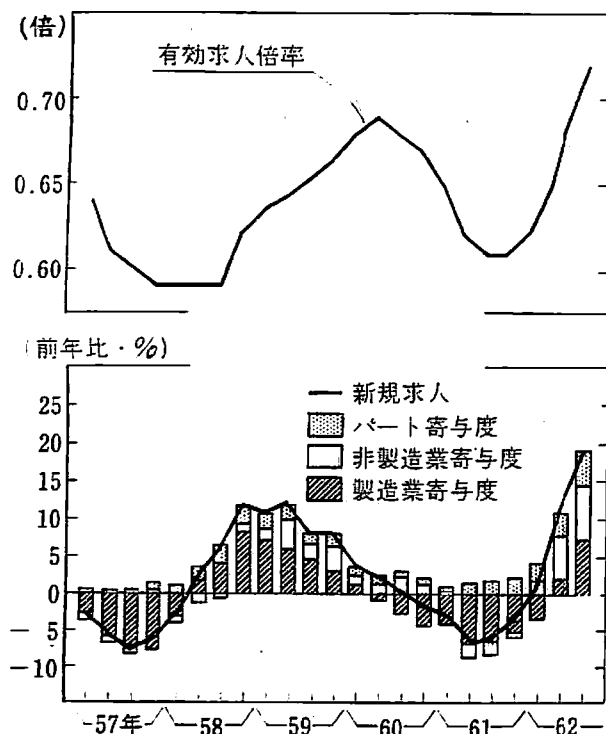 (倍)
有効求人倍率
0.70
0.65
0.60
(前年比・%)
25
20
15
10
5
0
-5
-10
新規求人
パート寄与度
非製造業寄与度
製造業寄与度
57年 58 59 60 61 62